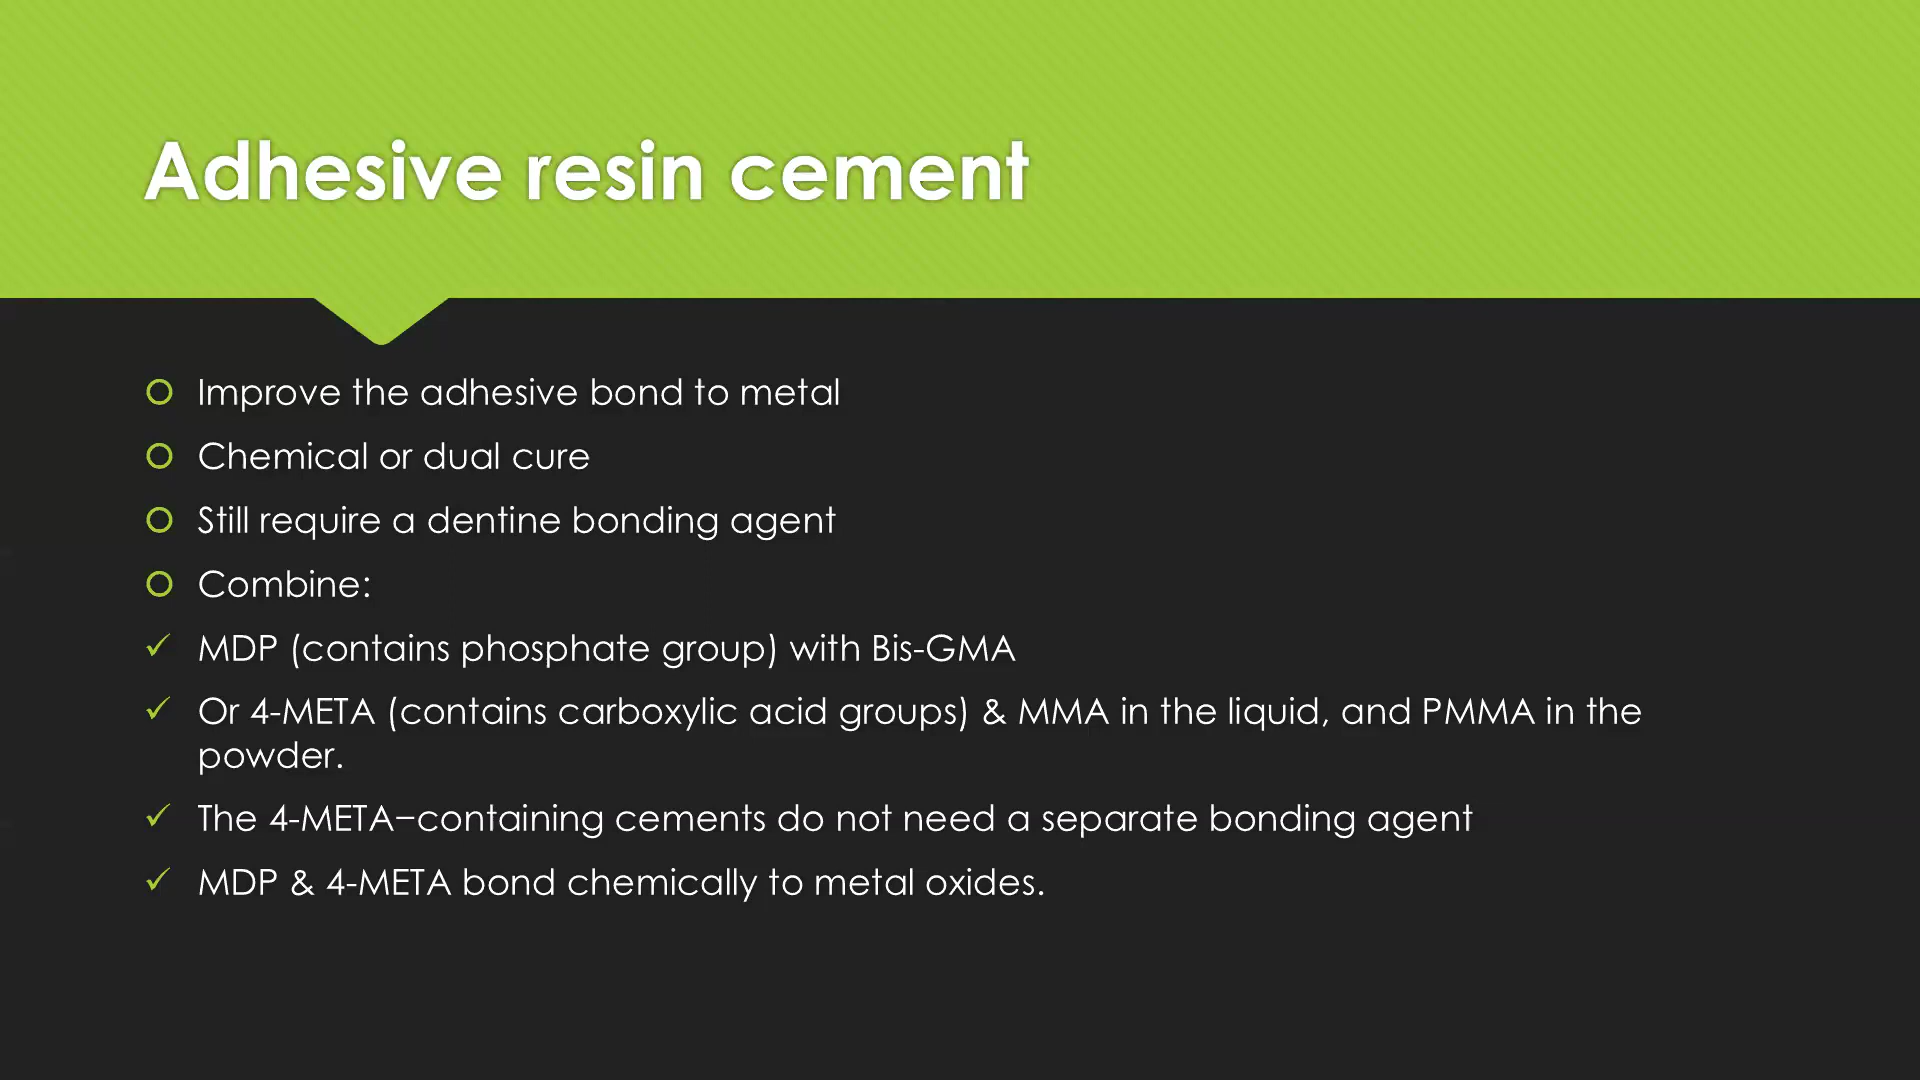 Adhesive resin cement
Improve the adhesive bond to metal
Chemical or dual cure
Still require a dentine bonding agent
Combine:
MDP (contains phosphate group) with Bis-GMA
Or 4-META (contains carboxylic acid groups) & MMA in the liquid, and PMMA in the
powder.
The 4-META−containing cements do not need a separate bonding agent
MDP & 4-META bond chemically to metal oxides.